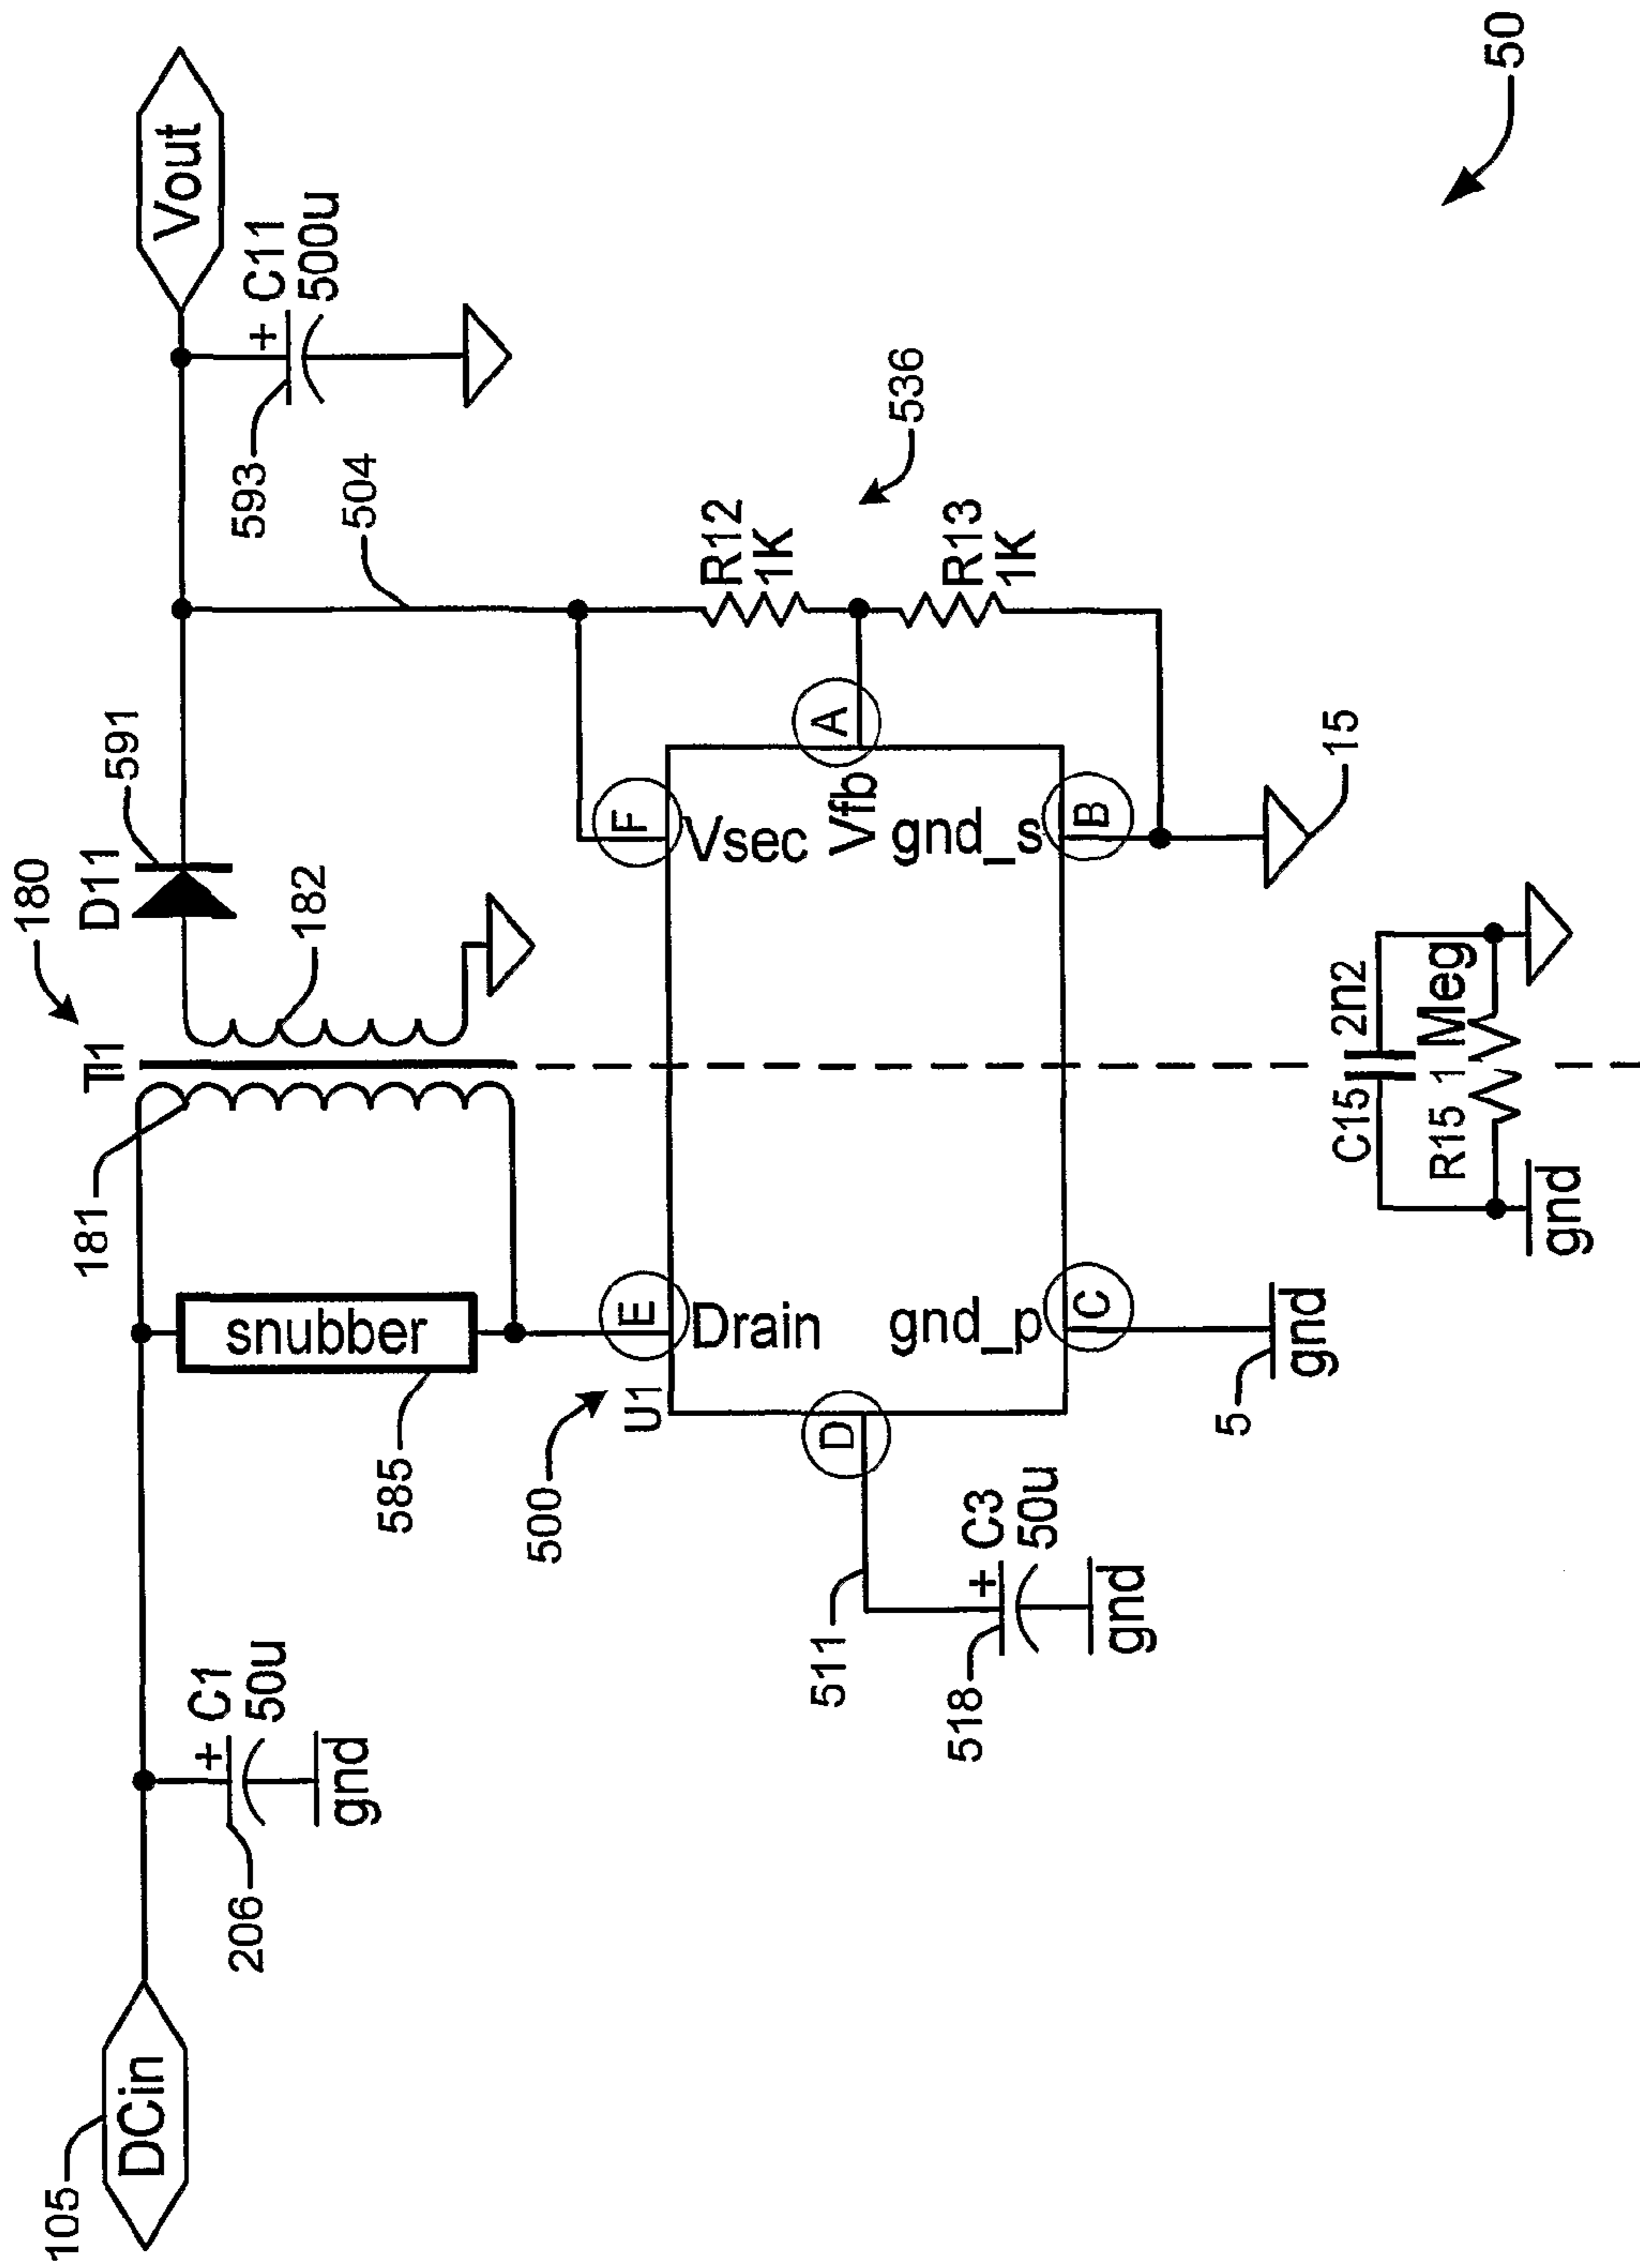 180
T1
D11
591
Vout
181
182
105
DCin
206
+ C1
50u
gnd
snubber
585
504
593
+ C11
500u
500
U1
E
Drain
F
Vsec
R12
1K
536
511
D
A
Vfb
R13
1K
518
+ C3
50u
gnd
gnd_p
C
gnd_s
B
5
gnd
15
C15
2n2
R15
1 Meg
gnd
50